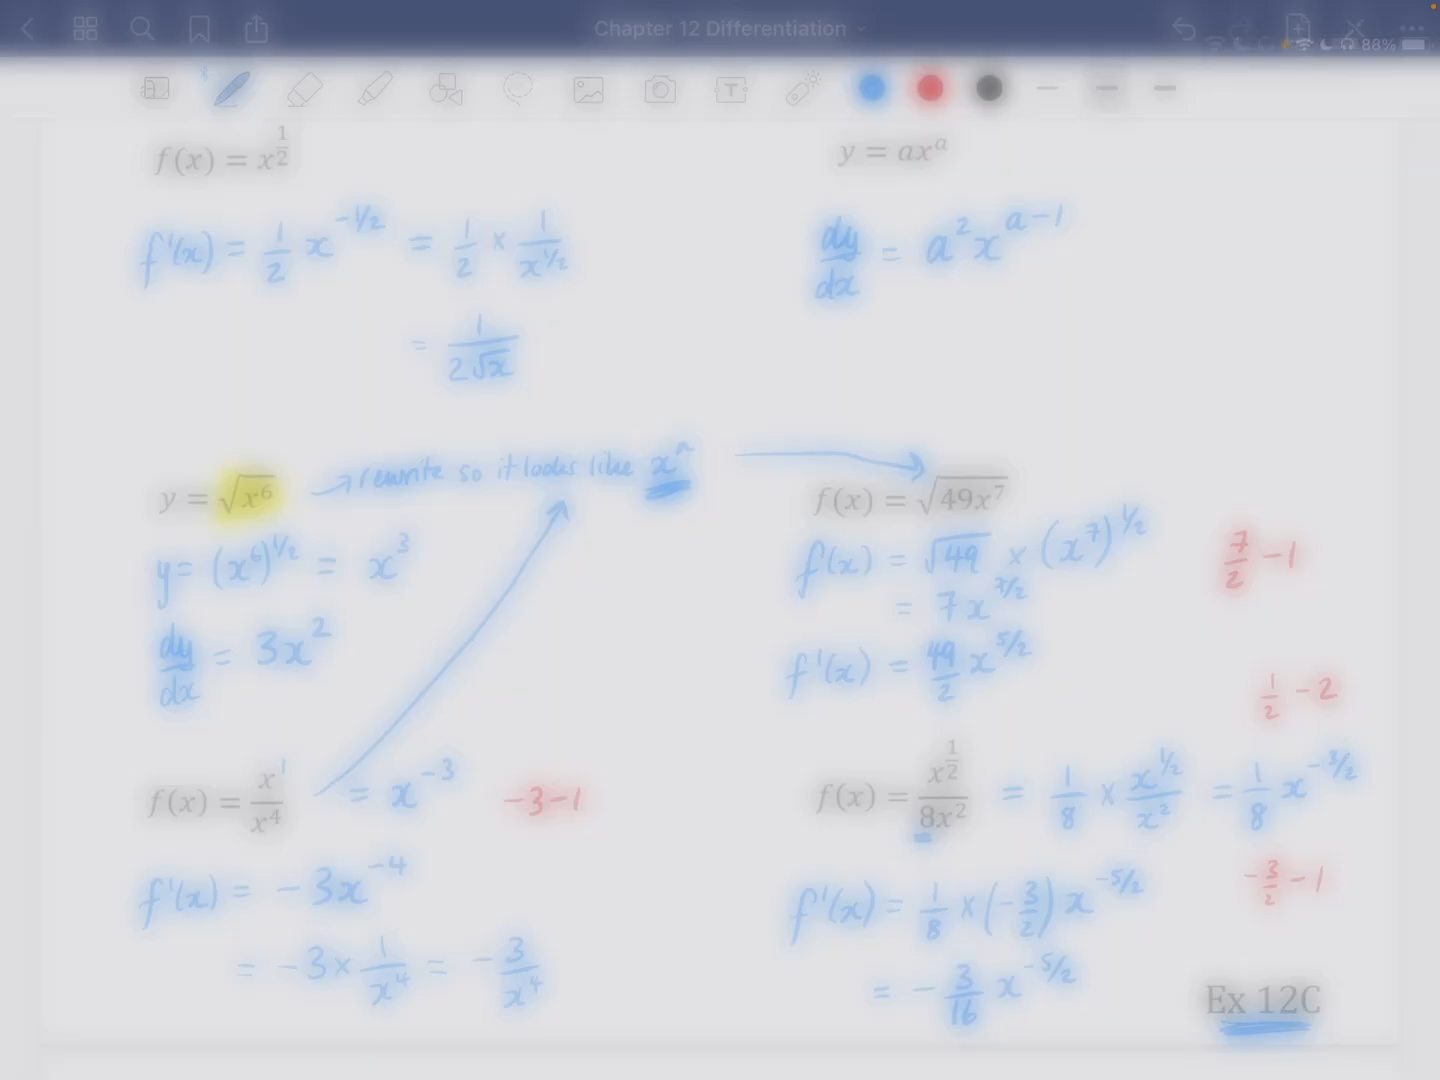 Chapter 12 Differentiation
88%
f(x) = x^{1/2}
f'(x) = 1/2 x^{-1/2} = 1/2 × 1/x^{1/2}
= 1/(2√x)
y = ax^a
dy/dx = a^2 x^{a-1}
y = √(x^6) → rewrite so it looks like x^n
y = (x^6)^{1/2} = x^3
dy/dx = 3x^2
f(x) = √(49x^7)
f'(x) = √49 × (x^7)^{1/2}
= 7x^{7/2}
7/2 - 1
f'(x) = 49/2 x^{5/2}
f(x) = x^1/x^4 = x^{-3}
-3-1
f'(x) = -3x^{-4}
= -3 × 1/x^4 = -3/x^4
1/2 - 2
f(x) = x^{1/2}/(8x^2) = 1/8 × x^{1/2}/x^2 = 1/8 x^{-3/2}
-3/2 - 1
f'(x) = 1/8 × (-3/2) x^{-5/2}
= -3/16 x^{-5/2}
Ex 12C